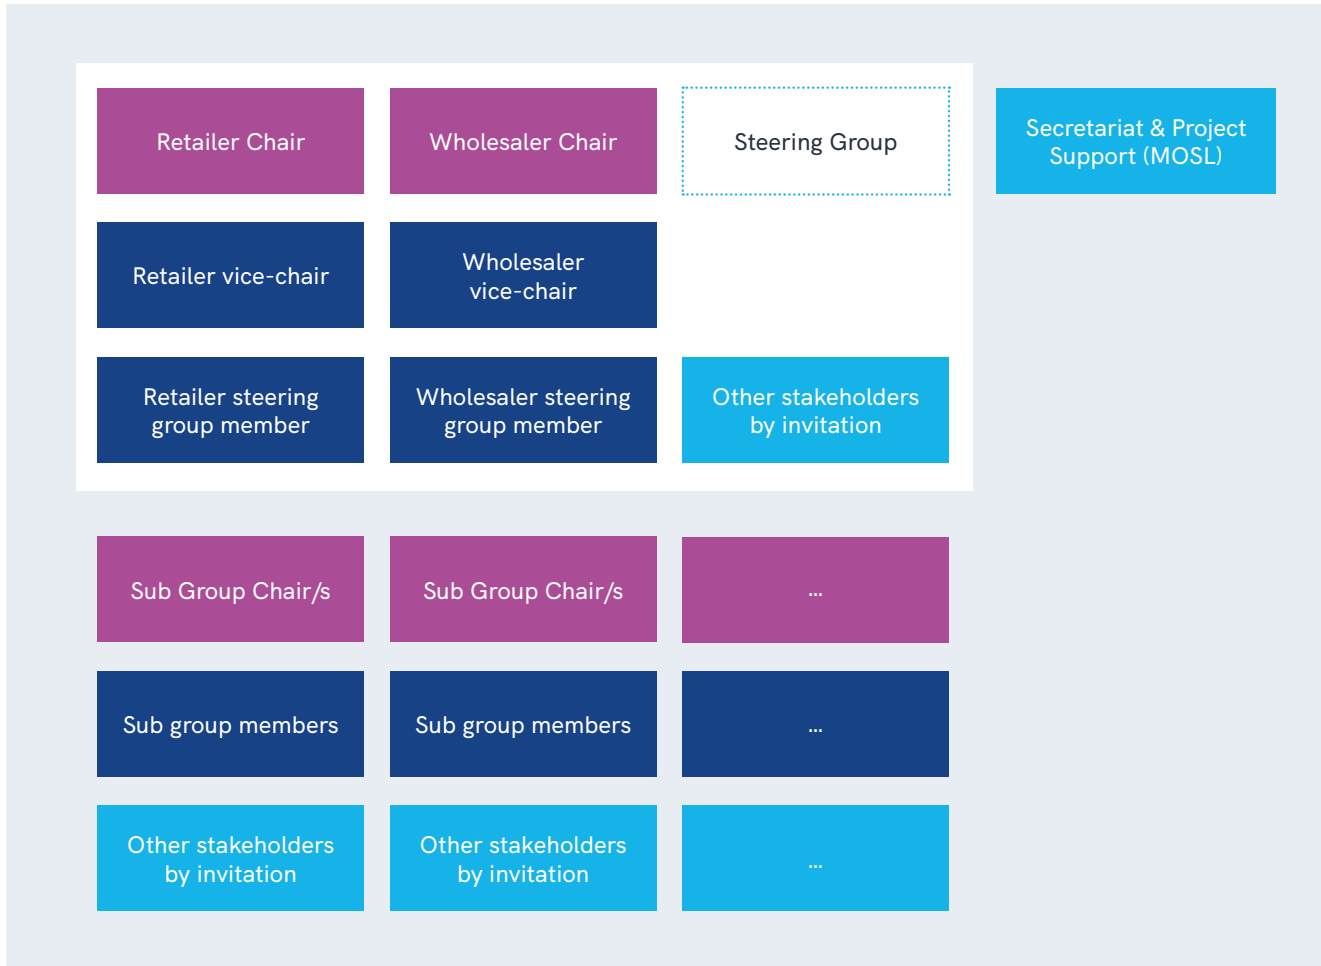 Retailer Chair
Wholesaler Chair
Steering Group
Secretariat & Project
Support (MOSL)
Retailer vice-chair
Wholesaler
vice-chair
Retailer steering
group member
Wholesaler steering
group member
Other stakeholders
by invitation
Sub Group Chair/s
Sub Group Chair/s
...
Sub group members
Sub group members
...
Other stakeholders
by invitation
Other stakeholders
by invitation
...